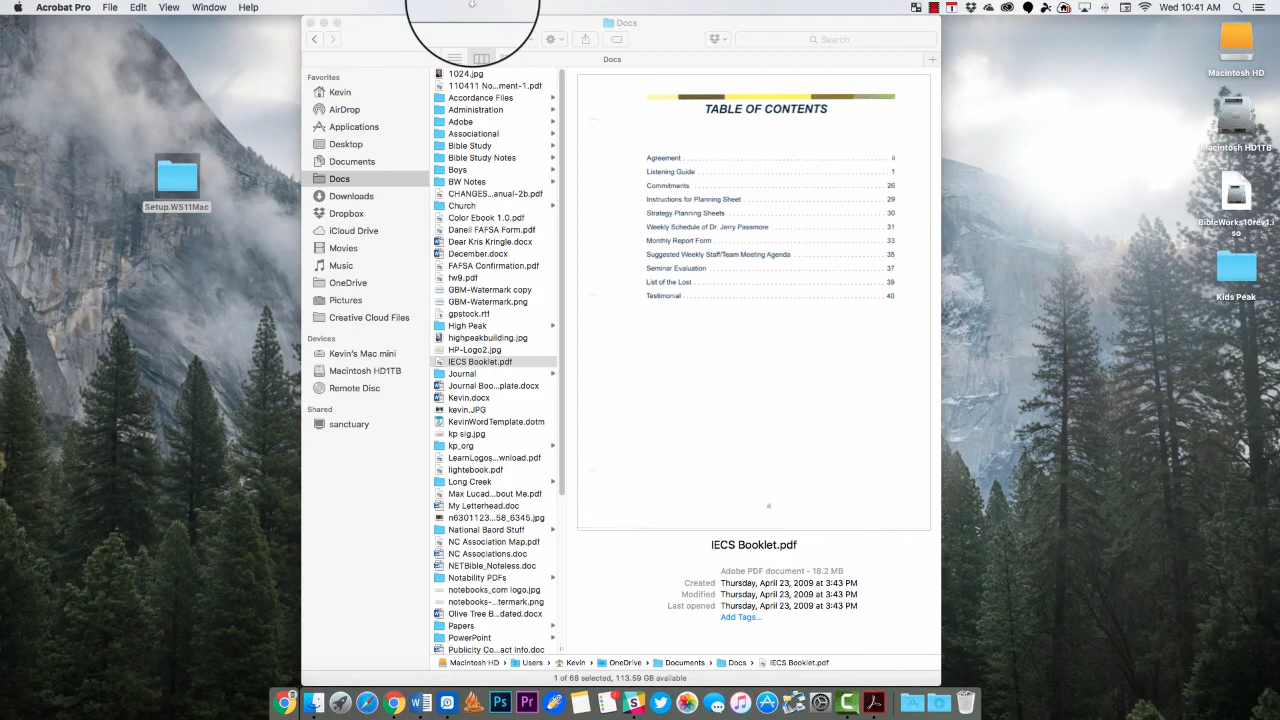 Acrobat Pro File Edit View Window Help
Wed 10:41 AM
Docs
Search
Docs
Macintosh HD
Macintosh HD1TB
BibleWorks10rev1.i
so
Kids Peak
Setup.WS11Mac
Favorites
Kevin
AirDrop
Applications
Desktop
Documents
Docs
Downloads
Dropbox
iCloud Drive
Movies
Music
OneDrive
Pictures
Creative Cloud Files
Devices
Kevin's Mac mini
Macintosh HD1TB
Remote Disc
Shared
sanctuary
1024.jpg
110411 No...ment-1.pdf
Accordance Files
Administration
Adobe
Associational
Bible Study
Bible Study Notes
Boys
BW Notes
CHANGES...anual-2b.pdf
Church
Color Ebook 1.0.pdf
Daneil FAFSA Form.pdf
Dear Kris Kringle.docx
December.docx
FAFSA Confirmation.pdf
fw9.pdf
GBM-Watermark copy
GBM-Watermark.png
gpstock.rtf
High Peak
highpeakbuilding.jpg
HP-Logo2.jpg
IECS Booklet.pdf
Journal
Journal Boo...plate.docx
Kevin.docx
kevin.JPG
KevinWordTemplate.dotm
kp sig.jpg
kp_org
LearnLogos...wnload.pdf
lightebook.pdf
Long Creek
Max Lucad...bout Me.pdf
My Letterhead.doc
n6301123...58_6345.jpg
National Baord Stuff
NC Association Map.pdf
NC Associations.doc
NETBible_Noteless.doc
Notability PDFs
notebooks_com logo.jpg
notebooks-...termark.png
Olive Tree B...dated.docx
Papers
PowerPoint
Publicity Co...act Info.doc
TABLE OF CONTENTS
Agreement ii
Listening Guide 1
Commitments 26
Instructions for Planning Sheet 29
Strategy Planning Sheets 30
Weekly Schedule of Dr. Jerry Passmore 31
Monthly Report Form 33
Suggested Weekly Staff/Team Meeting Agenda 35
Seminar Evaluation 37
List of the Lost 39
Testimonial 40
IECS Booklet.pdf
Adobe PDF document - 18.2 MB
Created Thursday, April 23, 2009 at 3:43 PM
Modified Thursday, April 23, 2009 at 3:43 PM
Last opened Thursday, April 23, 2009 at 3:43 PM
Add Tags...
Macintosh HD Users Kevin OneDrive Documents Docs IECS Booklet.pdf
1 of 68 selected, 113.59 GB available